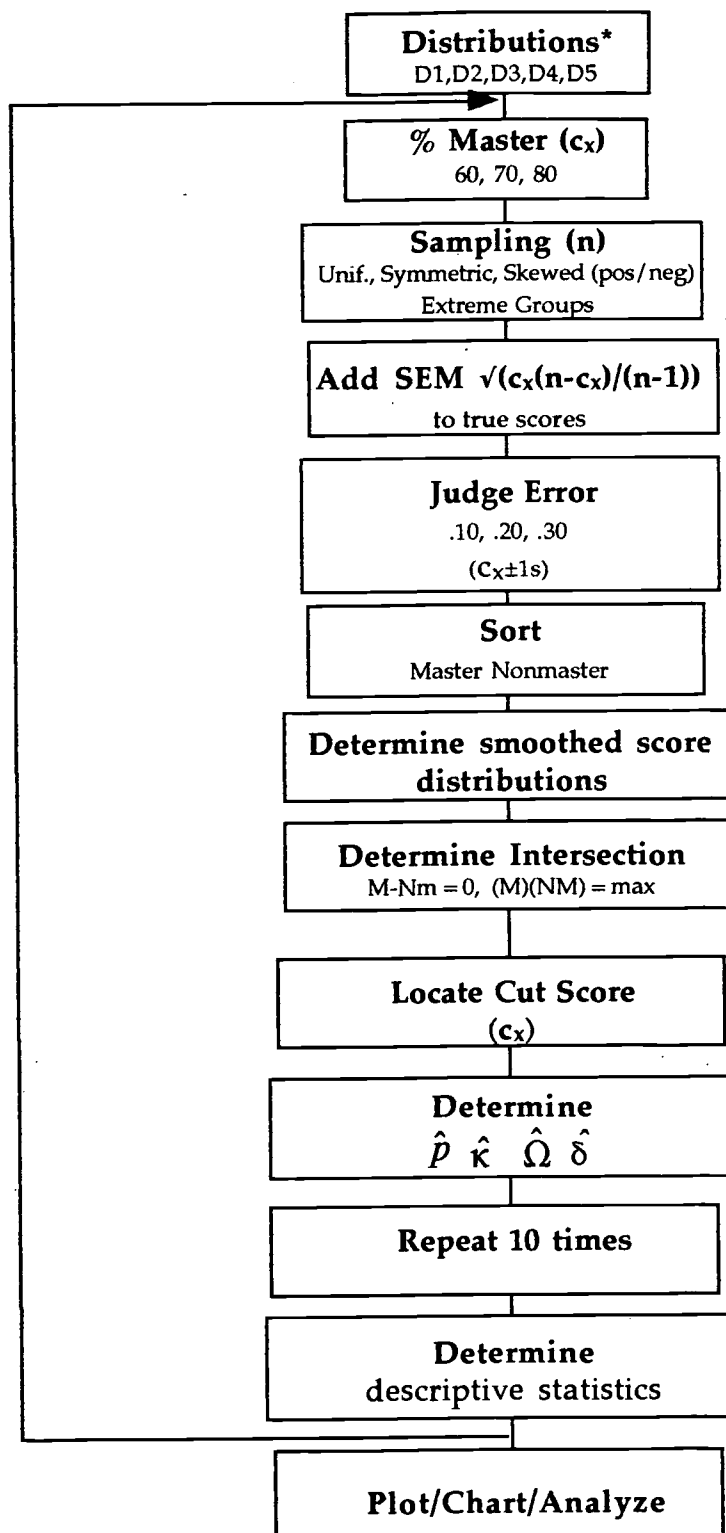 Distributions*
D1,D2,D3,D4,D5
% Master (cx)
60, 70, 80
Sampling (n)
Unif., Symmetric, Skewed (pos/neg)
Extreme Groups
Add SEM √(cx(n-cx)/(n-1))
to true scores
Judge Error
.10, .20, .30
(cx±1s)
Sort
Master Nonmaster
Determine smoothed score
distributions
Determine Intersection
M-Nm = 0, (M)(NM) = max
Locate Cut Score
(cx)
Determine
p̂ κ̂ Ω̂ δ̂
Repeat 10 times
Determine
descriptive statistics
Plot/Chart/Analyze